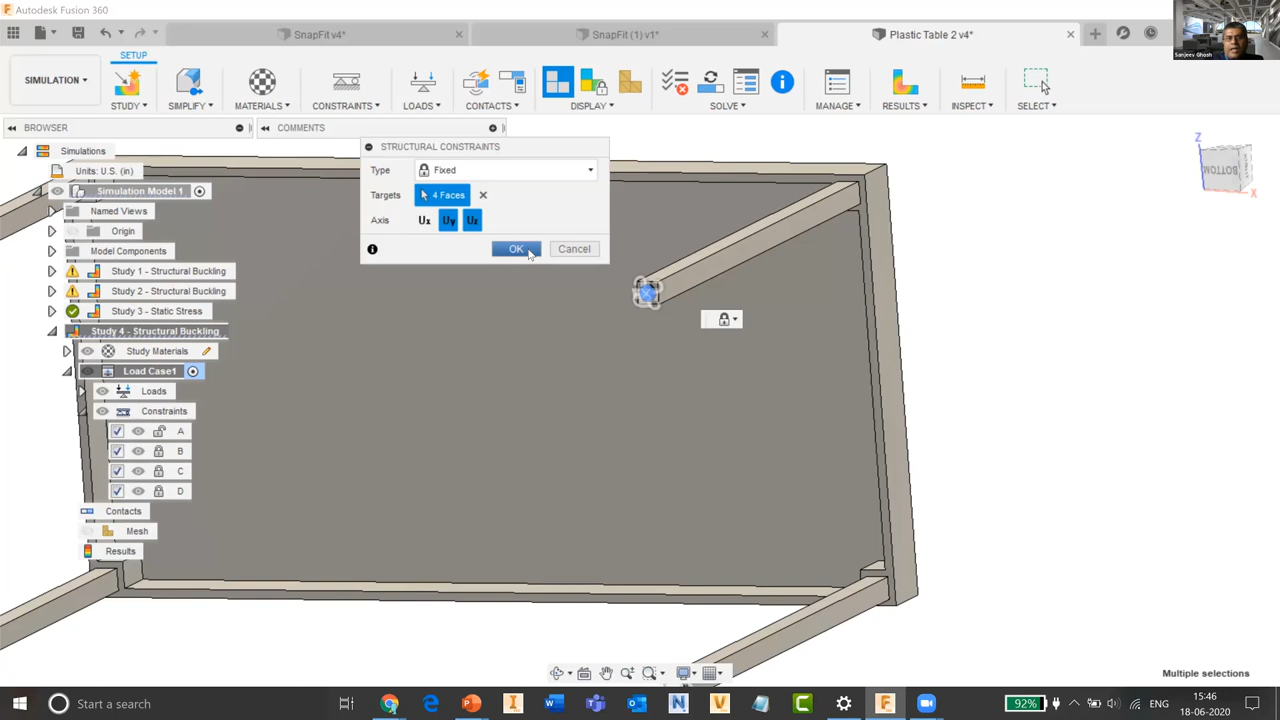 Autodesk Fusion 360
SnapFit v4*
SnapFit (1) v1*
Plastic Table 2 v4*
Sanjeev Ghosh
SETUP
SIMULATION
STUDY
SIMPLIFY
MATERIALS
CONSTRAINTS
LOADS
CONTACTS
DISPLAY
SOLVE
MANAGE
RESULTS
INSPECT
SELECT
BROWSER
COMMENTS
Simulations
Units: U.S. (in)
Simulation Model 1
Named Views
Origin
Model Components
Study 1 - Structural Buckling
Study 2 - Structural Buckling
Study 3 - Static Stress
Study 4 - Structural Buckling
Study Materials
Load Case1
Loads
Constraints
A
B
C
D
Contacts
Mesh
Results
STRUCTURAL CONSTRAINTS
Type Fixed
Targets 4 Faces
Axis Ux Uy Uz
OK Cancel
Z
BOTTOM
X
Multiple selections
Start a search
92%
ENG
15:46
18-06-2020